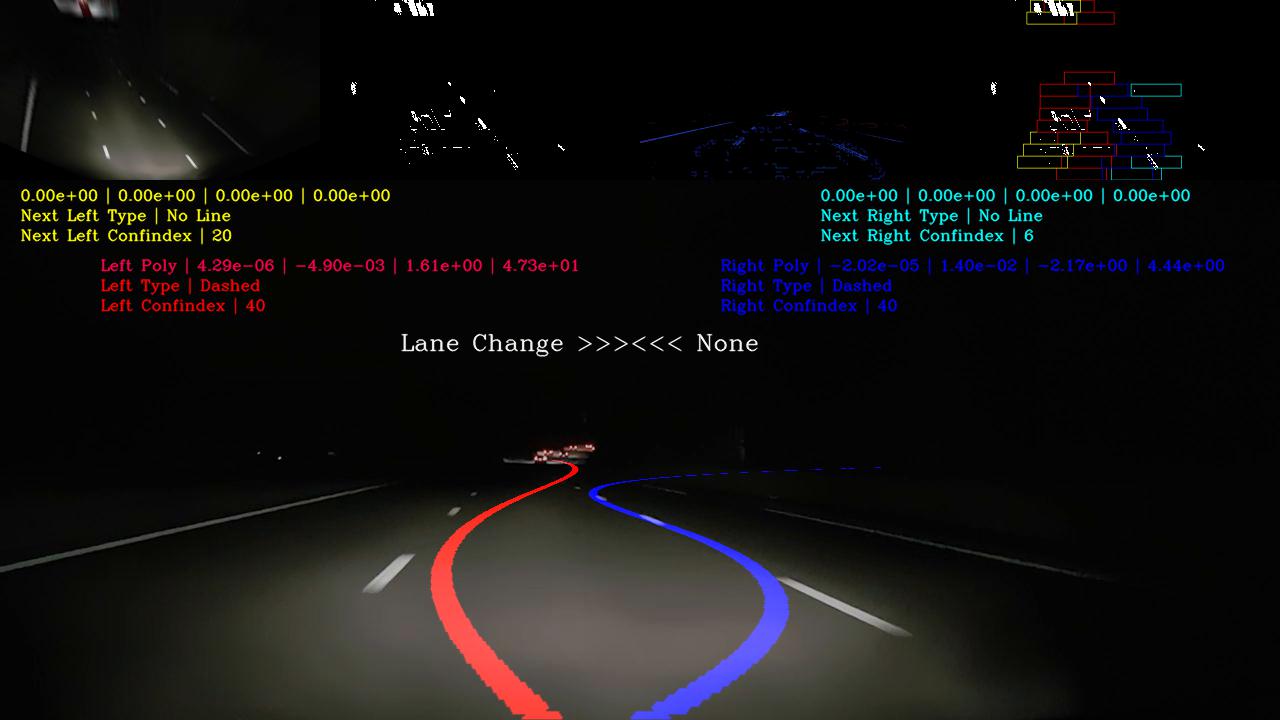 0.00e+00 | 0.00e+00 | 0.00e+00 | 0.00e+00
Next Left Type | No Line
Next Left Confindex | 20
0.00e+00 | 0.00e+00 | 0.00e+00 | 0.00e+00
Next Right Type | No Line
Next Right Confindex | 6
Left Poly | 4.29e-06 | -4.90e-03 | 1.61e+00 | 4.73e+01
Left Type | Dashed
Left Confindex | 40
Right Poly | -2.02e-05 | 1.40e-02 | -2.17e+00 | 4.44e+00
Right Type | Dashed
Right Confindex | 40
Lane Change >>><<< None